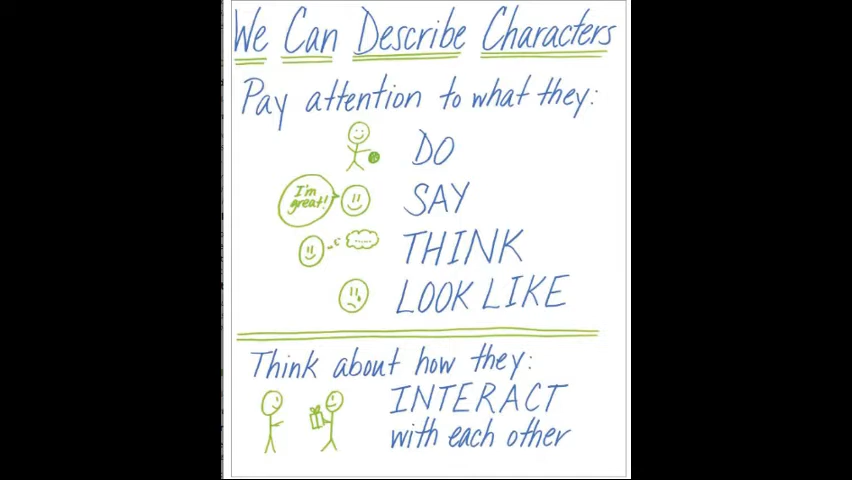 We Can Describe Characters
Pay attention to what they:
DO
I'm
great!
SAY
THINK
LOOK LIKE
Think about how they:
INTERACT
with each other